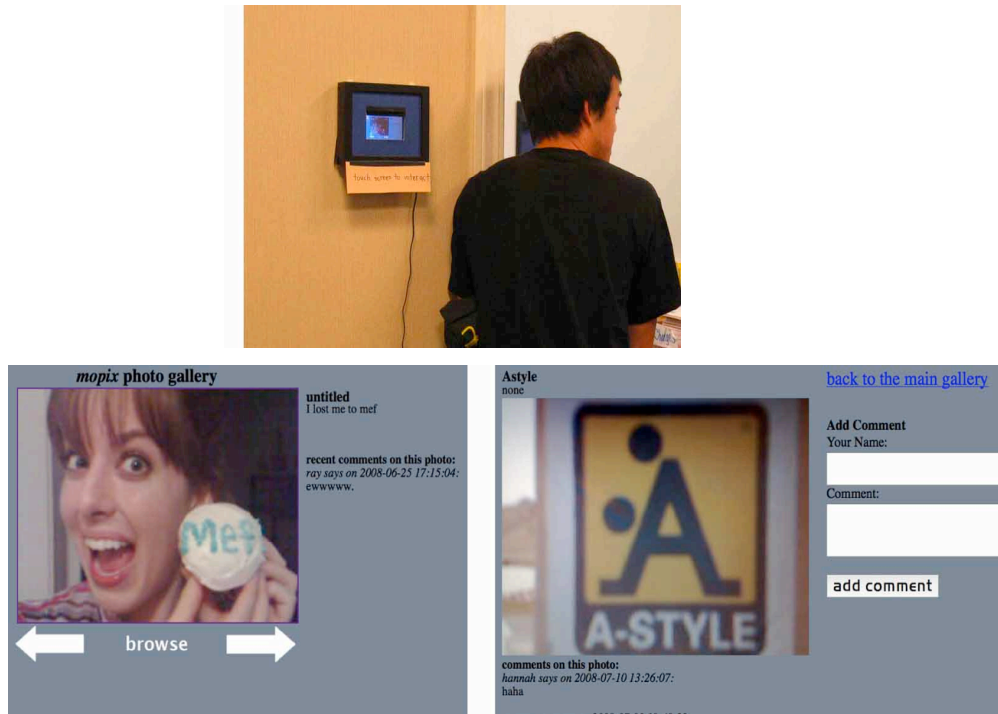 touch screen to interact
mopix photo gallery
untitled
I lost me to mef
recent comments on this photo:
ray says on 2008-06-25 17:15:04:
ewwwww.
Mef
browse
Astyle
none
A
A-STYLE
comments on this photo:
hannah says on 2008-07-10 13:26:07:
haha
back to the main gallery
Add Comment
Your Name:
Comment:
add comment